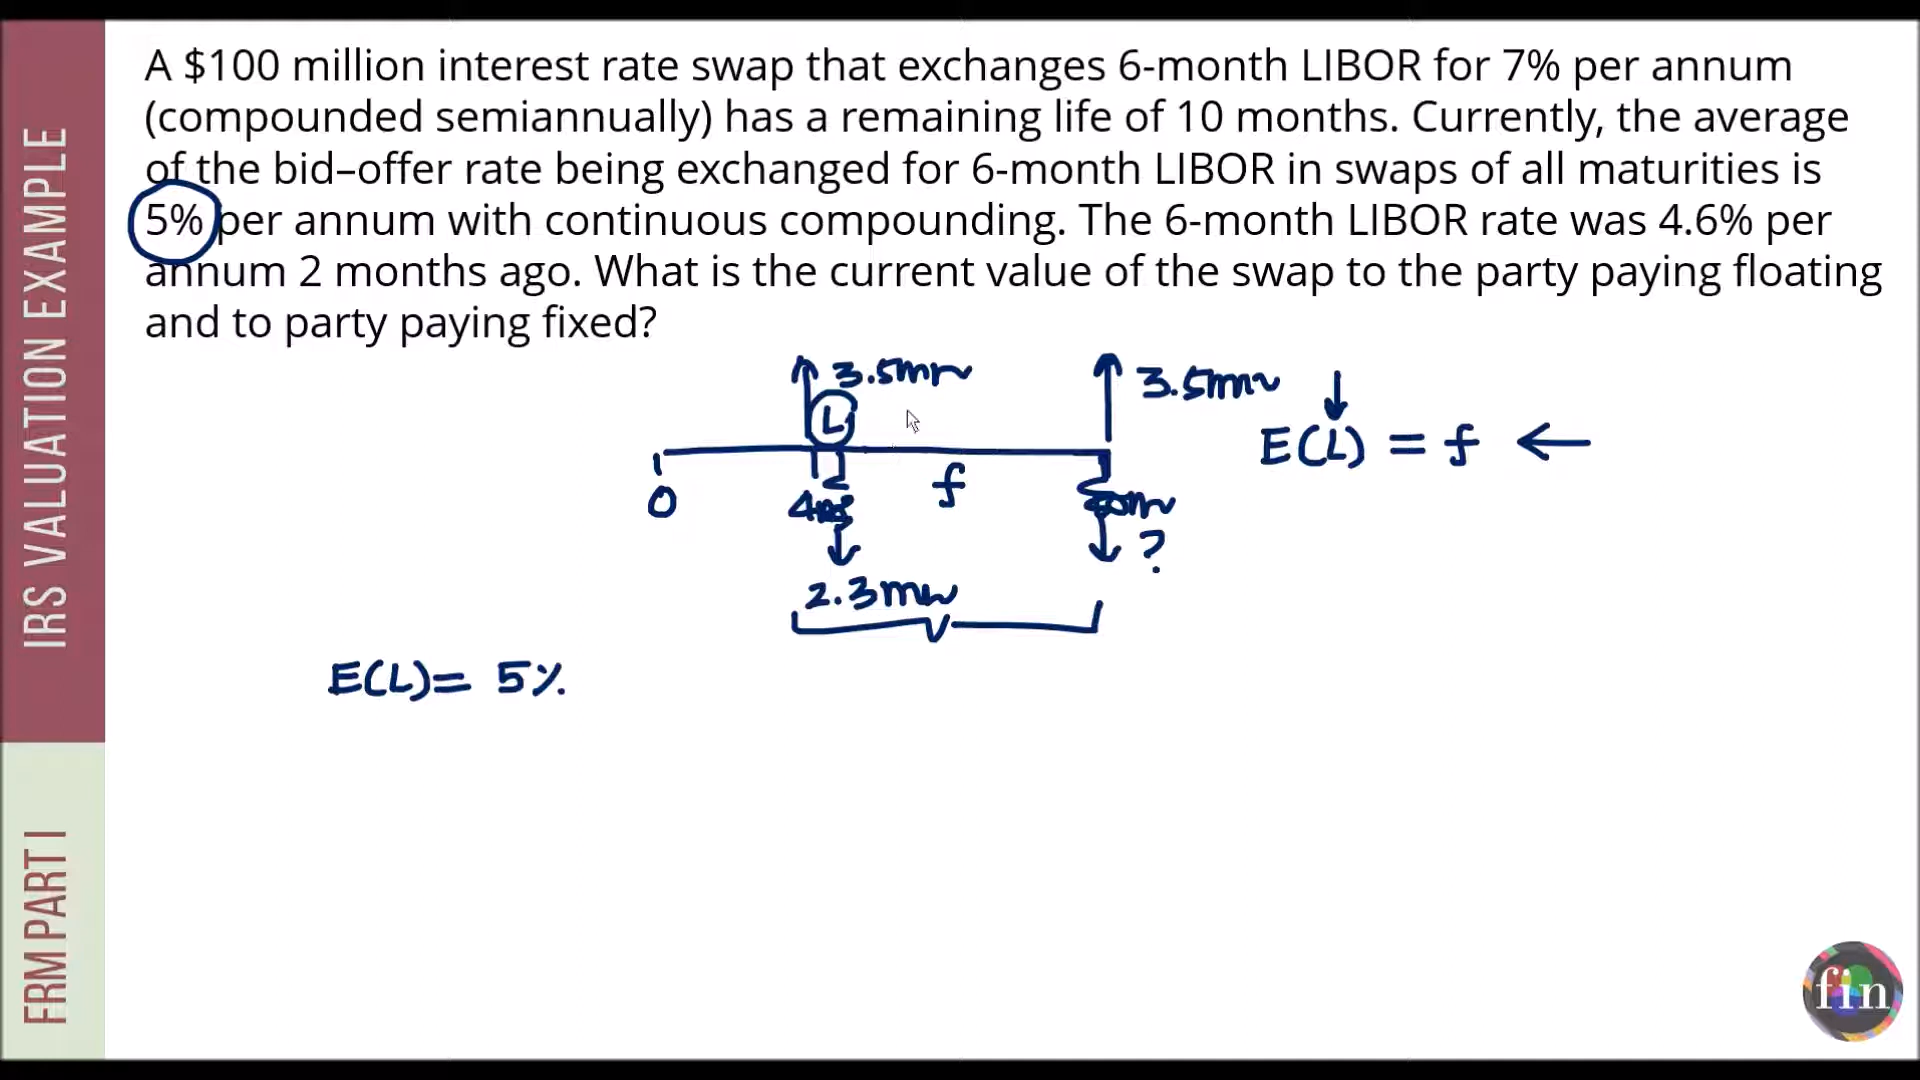 A $100 million interest rate swap that exchanges 6-month LIBOR for 7% per annum
(compounded semiannually) has a remaining life of 10 months. Currently, the average
of the bid–offer rate being exchanged for 6-month LIBOR in swaps of all maturities is
5% per annum with continuous compounding. The 6-month LIBOR rate was 4.6% per
annum 2 months ago. What is the current value of the swap to the party paying floating
and to party paying fixed?
IRS VALUATION EXAMPLE
FRM PART I
3.5mn
3.5mn
L
E(L) = f
0
f
?
2.3mn
E(L)= 5%
fin